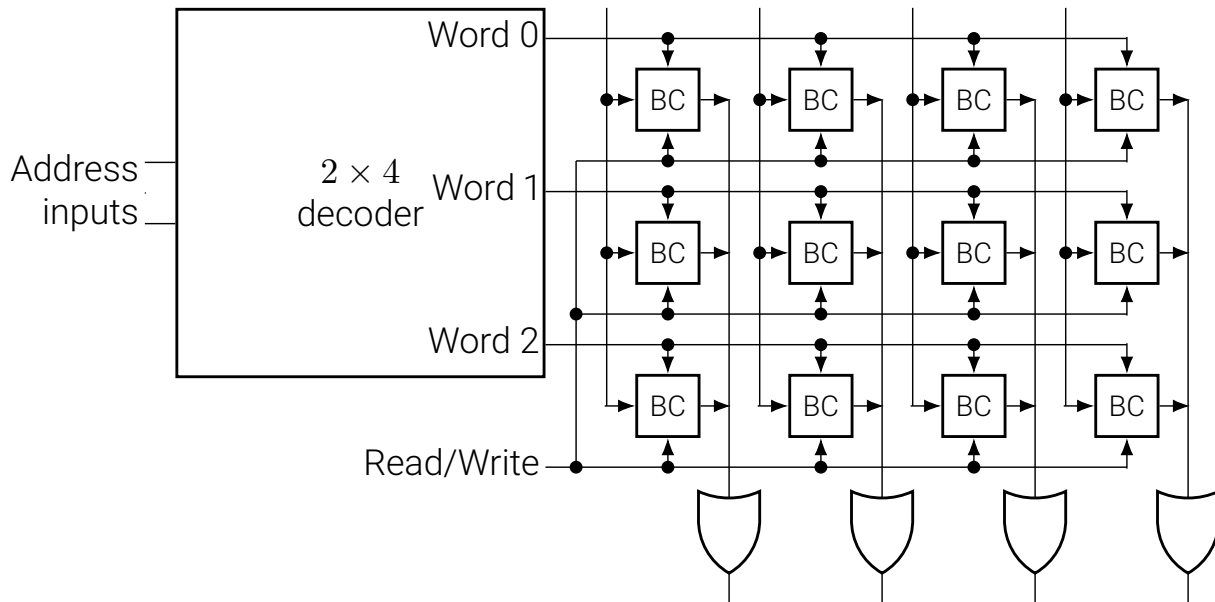 Word 0
BC BC BC BC
Address
inputs
2 × 4
decoder
Word 1
BC BC BC BC
Word 2
BC BC BC BC
Read/Write